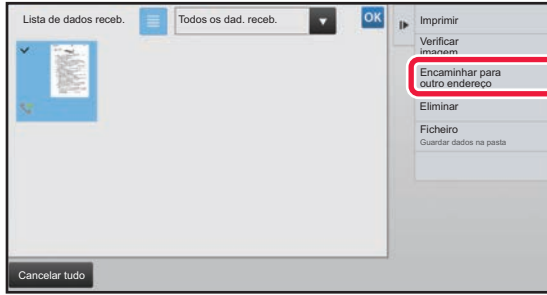 Lista de dados receb.
Todos os dad. receb.
OK
Imprimir
Verificar
imagem
Encaminhar para
outro endereço
Eliminar
Ficheiro
Guardar dados na pasta
Cancelar tudo